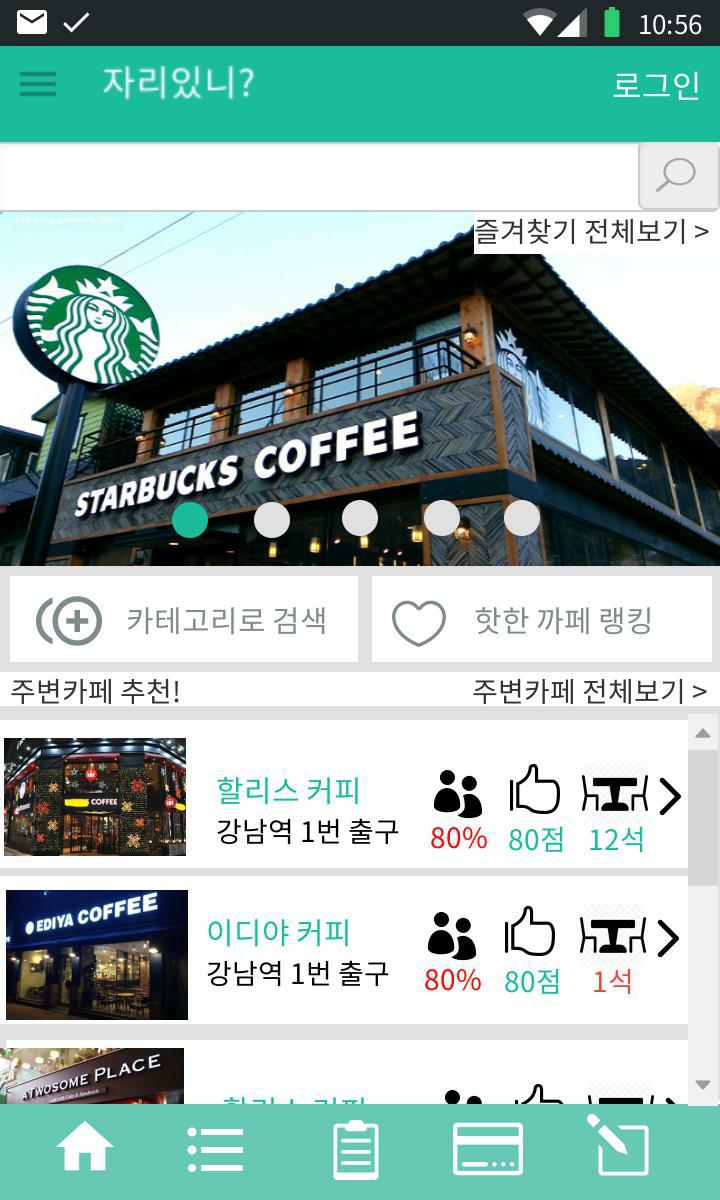 10:56
자리있니?
로그인
즐겨찾기 전체보기 >
STARBUCKS COFFEE
카테고리로 검색
핫한 까페 랭킹
주변카페 추천!
주변카페 전체보기 >
COFFEE
할리스 커피
강남역 1번 출구
80%
80점
12석
EDIYA COFFEE
이디야 커피
강남역 1번 출구
80%
80점
1석
ATWOSOME PLACE